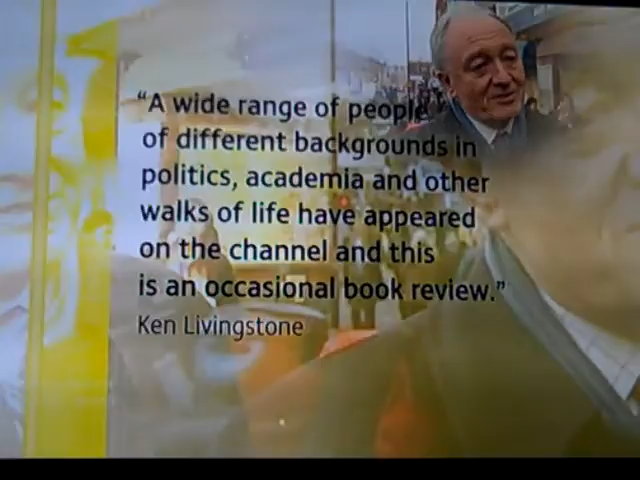 “A wide range of people
of different backgrounds in
politics, academia and other
walks of life have appeared
on the channel and this
is an occasional book review.”
Ken Livingstone